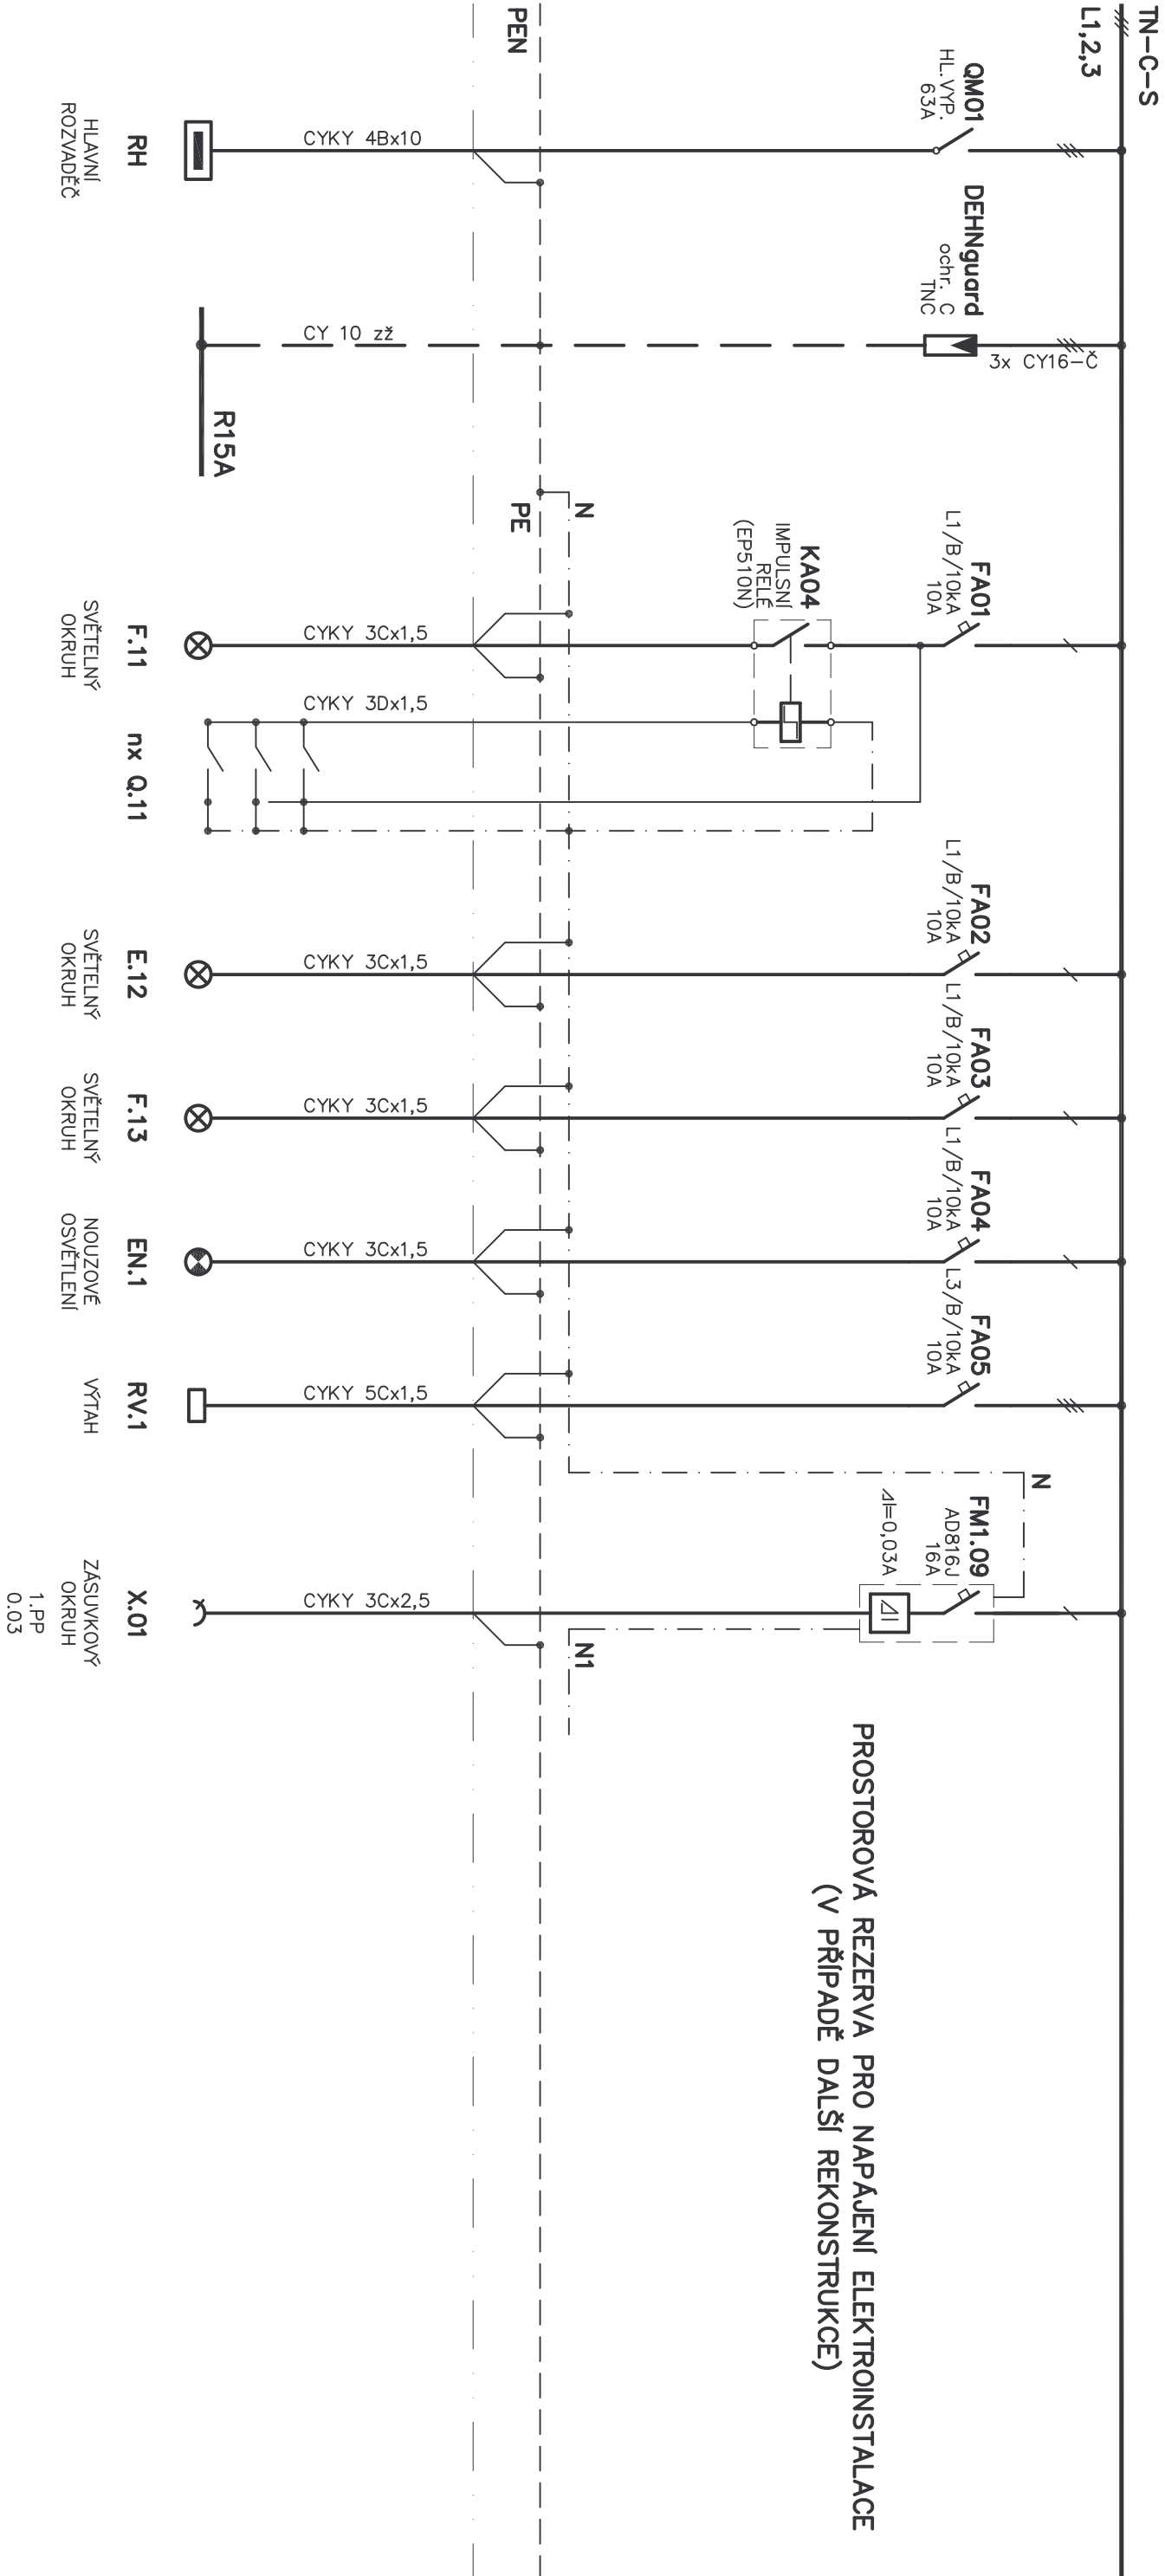 TN-C-S
L1,2,3
QM01
HL.VYP.
63A
PEN
CYKY 4Bx10
RH
HLAVNÍ
ROZVADĚČ
DEHNguard
ochr. C
TNC
3x CY16-Č
CY 10 zž
R15A
N
PE
FA01
L1/B/10kA
10A
KA04
IMPULSNÍ
RELÉ
(EP510N)
CYKY 3Cx1,5
F.11
SVĚTELNÝ
OKRUH
CYKY 3Dx1,5
nx Q.11
FA02
L1/B/10kA
10A
CYKY 3Cx1,5
E.12
SVĚTELNÝ
OKRUH
FA03
L1/B/10kA
10A
CYKY 3Cx1,5
F.13
SVĚTELNÝ
OKRUH
FA04
L1/B/10kA
10A
CYKY 3Cx1,5
EN.1
NOUZOVÉ
OSVĚTLENÍ
FA05
L3/B/10kA
10A
CYKY 5Cx1,5
RV.1
VÝTAH
N
FM1.09
AD816J
16A
⊿I=0,03A
⊿I
N1
CYKY 3Cx2,5
X.01
ZÁSUVKOVÝ
OKRUH
1.PP
0.03
PROSTOROVÁ REZERVA PRO NAPÁJENÍ ELEKTROINSTALACE
(V PŘÍPADĚ DALŠÍ REKONSTRUKCE)